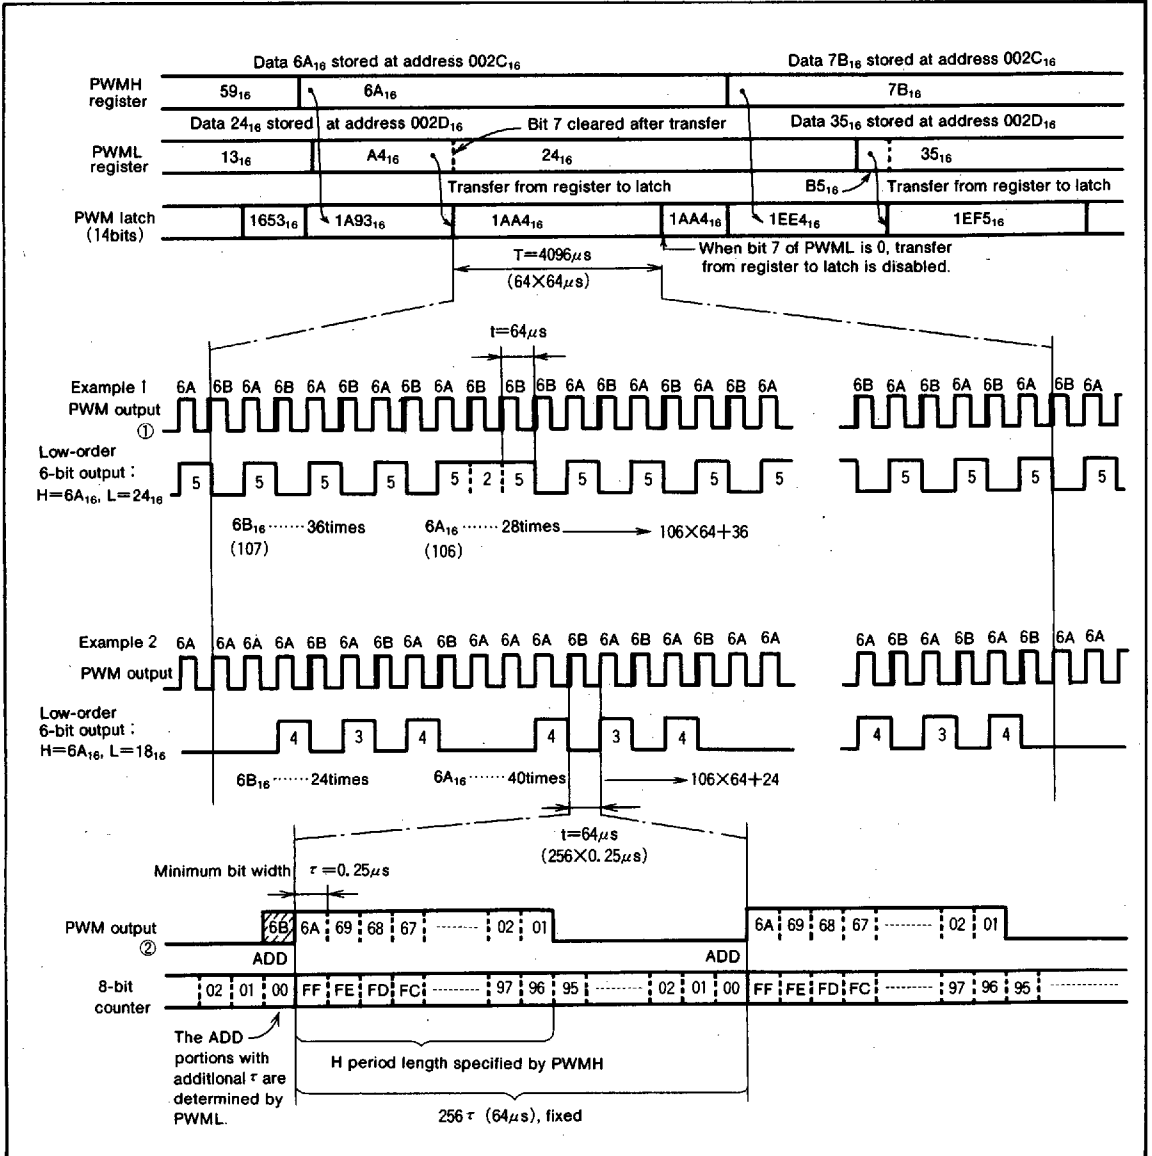 Data 6A₁₆ stored at address 002C₁₆ Data 7B₁₆ stored at address 002C₁₆
PWMH register 59₁₆ 6A₁₆ 7B₁₆
Data 24₁₆ stored at address 002D₁₆ Bit 7 cleared after transfer Data 35₁₆ stored at address 002D₁₆
PWML register 13₁₆ A4₁₆ 24₁₆ 35₁₆
B5₁₆
Transfer from register to latch Transfer from register to latch
PWM latch (14bits) 1653₁₆ 1A93₁₆ 1AA4₁₆ 1AA4₁₆ 1EE4₁₆ 1EF5₁₆
When bit 7 of PWML is 0, transfer
from register to latch is disabled.
T=4096μs
(64×64μs)
t=64μs
Example 1 6A 6B 6A 6B 6A 6B 6A 6B 6A 6B 6B 6B 6A 6B 6A 6B 6A 6B 6A 6B 6A 6B 6A 6B 6A 6B 6A
PWM output
①
Low-order
6-bit output :
H=6A₁₆, L=24₁₆ 5 5 5 5 5 2 5 5 5 5 5 5 5 5
6B₁₆ ······· 36times 6A₁₆ ······· 28times 106×64+36
(107) (106)
Example 2 6A 6A 6A 6A 6B 6A 6B 6A 6B 6A 6A 6A 6B 6A 6B 6A 6B 6A 6A 6A 6B 6A 6B 6A 6B 6A 6A
PWM output
Low-order
6-bit output :
H=6A₁₆, L=18₁₆ 4 3 4 4 3 4 4 3 4
6B₁₆ ······· 24times 6A₁₆ ······· 40times 106×64+24
t=64μs
(256×0.25μs)
Minimum bit width τ=0.25μs
PWM output ② 6B 6A 69 68 67 -------- 02 01 6A 69 68 67 -------- 02 01
ADD ADD
8-bit counter 02 01 00 FF FE FD FC -------- 97 96 95 -------- 02 01 00 FF FE FD FC -------- 97 96 95 --------
The ADD
portions with
additional τ are
determined by
PWML.
H period length specified by PWMH
256τ (64μs), fixed